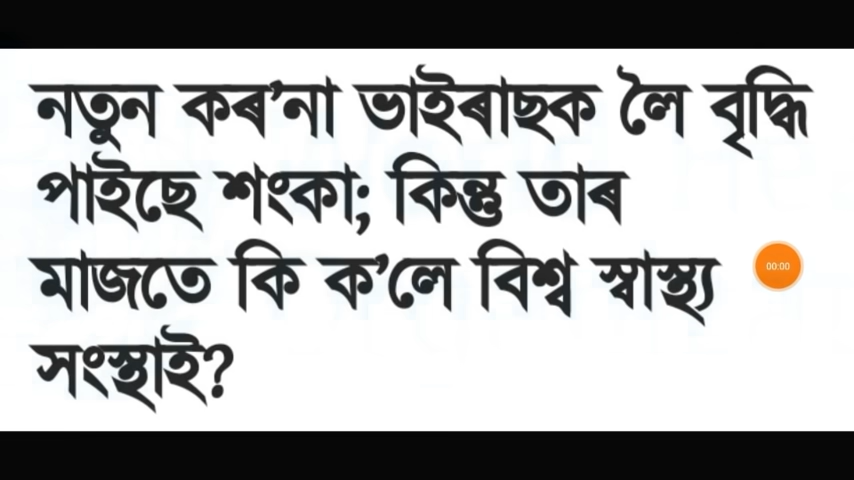 নতুন কৰ'না ভাইৰাছক লৈ বৃদ্ধি
পাইছে শংকা; কিন্তু তাৰ
মাজতে কি ক'লে বিশ্ব স্বাস্থ্য
সংস্থাই?
00:00